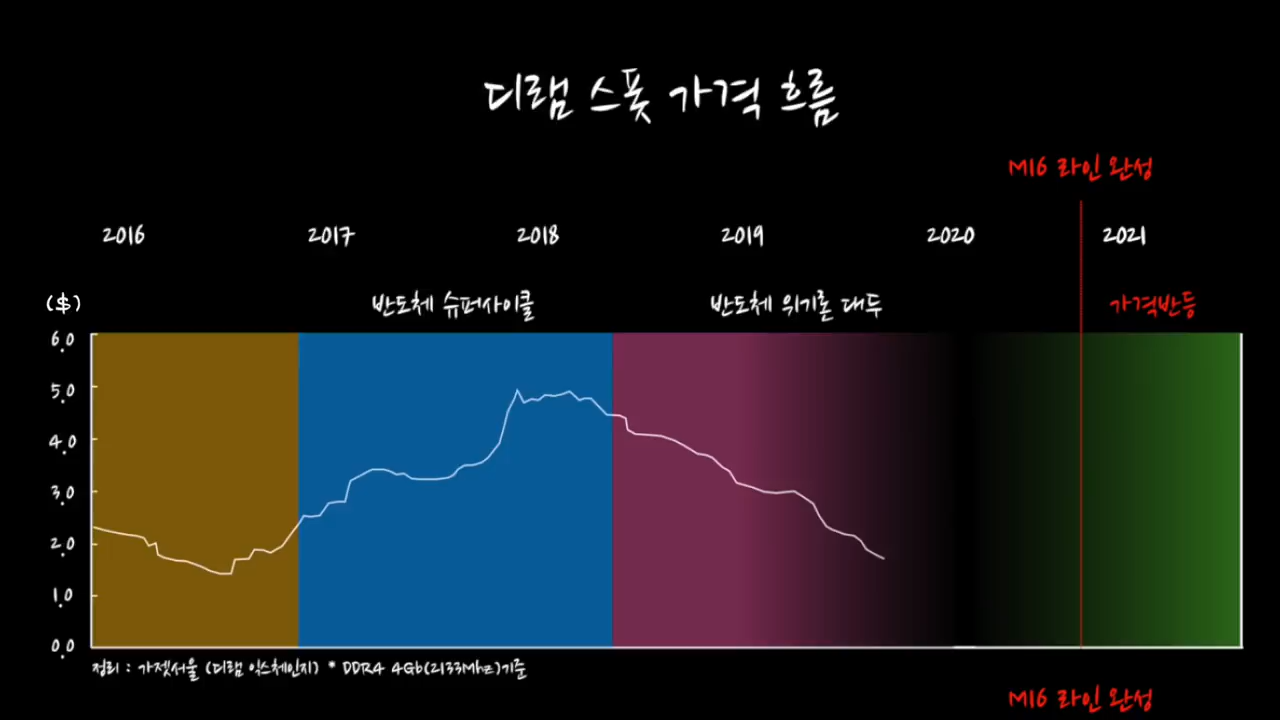 디램 스폿 가격 흐름
M16 라인 완성
2016 2017 2018 2019 2020 2021
($) 반도체 슈퍼사이클 반도체 위기론 대두 가격반등
6.0
5.0
4.0
3.0
2.0
1.0
0.0
정리 : 가젯서울 (디램 익스체인지) * DDR4 4Gb(2133Mhz)기준
M16 라인 완성